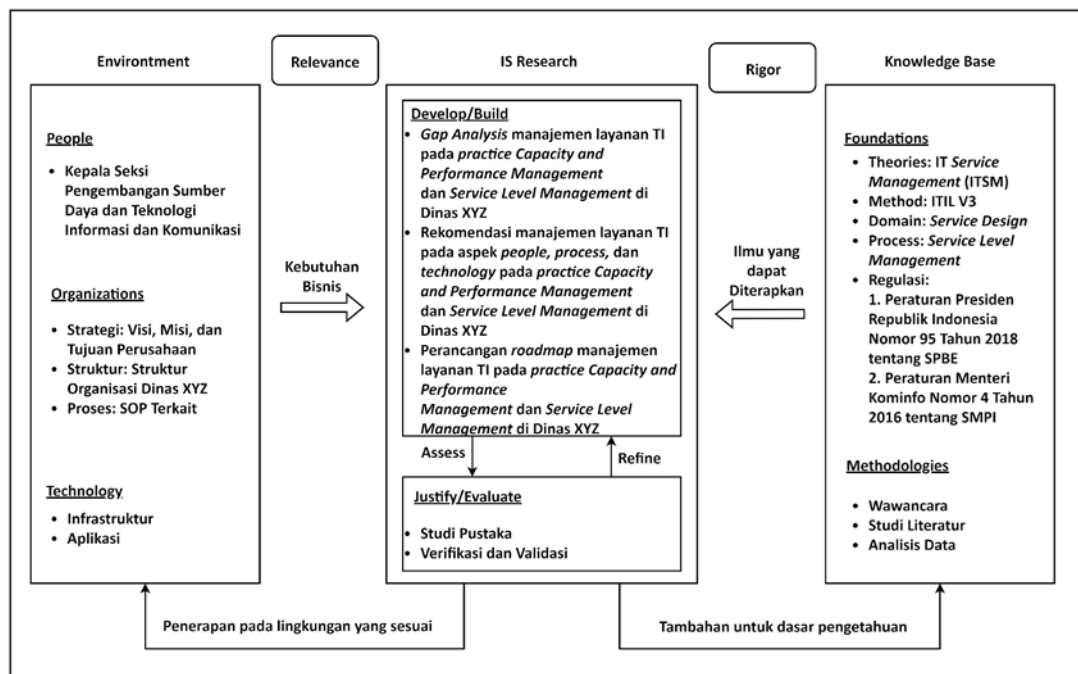 Environtment
Relevance
IS Research
Rigor
Knowledge Base
People
• Kepala Seksi
Pengembangan Sumber
Daya dan Teknologi
Informasi dan Komunikasi
Organizations
• Strategi: Visi, Misi, dan
Tujuan Perusahaan
• Struktur: Struktur
Organisasi Dinas XYZ
• Proses: SOP Terkait
Technology
• Infrastruktur
• Aplikasi
Kebutuhan
Bisnis
Develop/Build
• Gap Analysis manajemen layanan TI
pada practice Capacity and
Performance Management
dan Service Level Management di
Dinas XYZ
• Rekomendasi manajemen layanan TI
pada aspek people, process, dan
technology pada practice Capacity
and Performance Management
dan Service Level Management di
Dinas XYZ
• Perancangan roadmap manajemen
layanan TI pada practice Capacity and
Performance
Management dan Service Level
Management di Dinas XYZ
Assess
Refine
Justify/Evaluate
• Studi Pustaka
• Verifikasi dan Validasi
Ilmu yang
dapat
Diterapkan
Foundations
• Theories: IT Service
Management (ITSM)
• Method: ITIL V3
• Domain: Service Design
• Process: Service Level
Management
• Regulasi:
1. Peraturan Presiden
Republik Indonesia
Nomor 95 Tahun 2018
tentang SPBE
2. Peraturan Menteri
Kominfo Nomor 4 Tahun
2016 tentang SMPI
Methodologies
• Wawancara
• Studi Literatur
• Analisis Data
Penerapan pada lingkungan yang sesuai
Tambahan untuk dasar pengetahuan